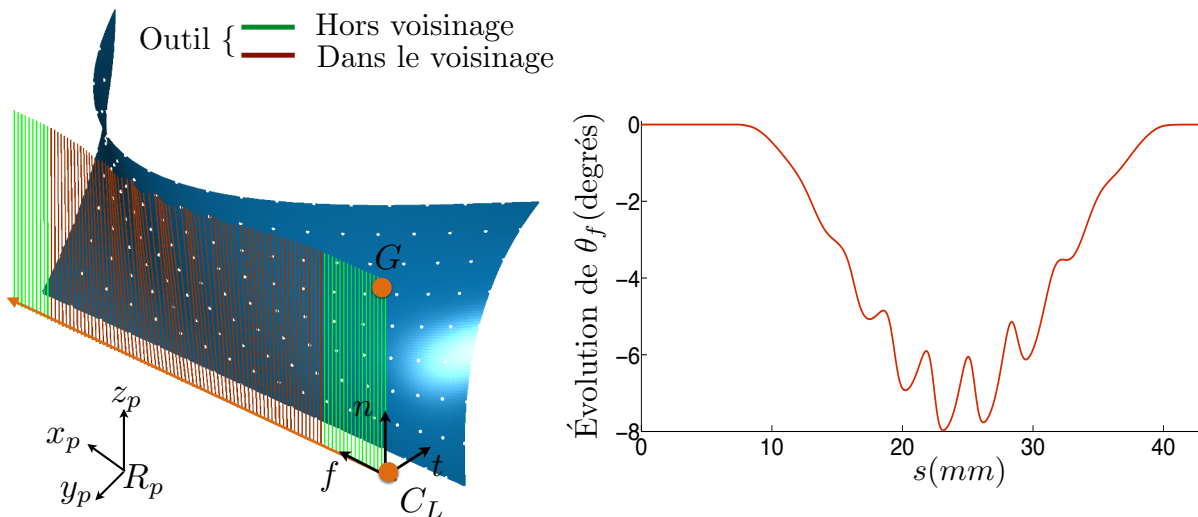 Outil { Hors voisinage
Dans le voisinage
G
n
z_p
x_p
f
t
y_p
R_p
C_L
Évolution de θ_f (degrés)
0
-2
-4
-6
-8
0
10
20
30
40
s(mm)